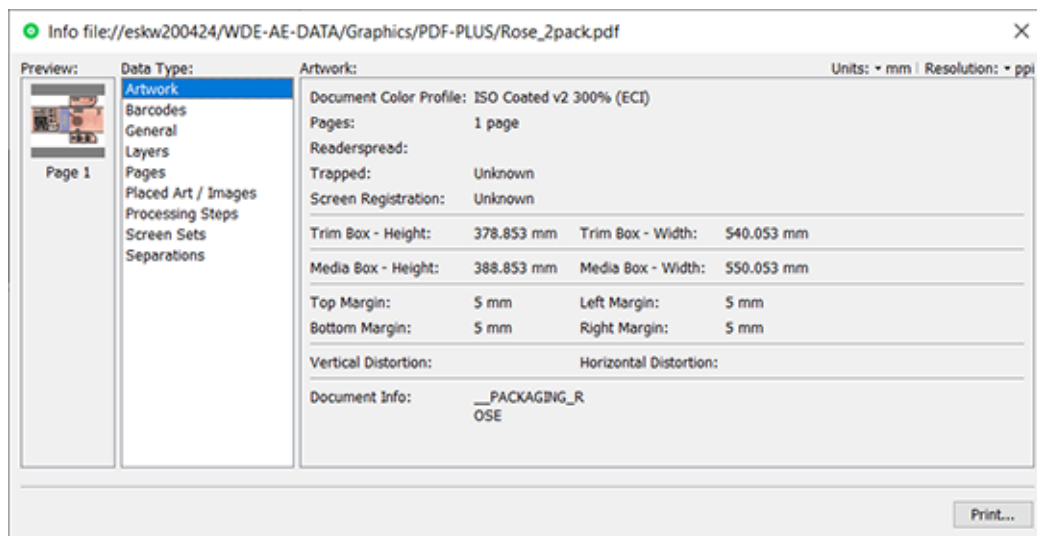 Info file://eskw200424/WDE-AE-DATA/Graphics/PDF-PLUS/Rose_2pack.pdf
Preview:
Page 1
Data Type:
Artwork
Barcodes
General
Layers
Pages
Placed Art / Images
Processing Steps
Screen Sets
Separations
Artwork:
Units: mm | Resolution: ppi
Document Color Profile: ISO Coated v2 300% (ECI)
Pages: 1 page
Readerspread:
Trapped: Unknown
Screen Registration: Unknown
Trim Box - Height: 378.853 mm Trim Box - Width: 540.053 mm
Media Box - Height: 388.853 mm Media Box - Width: 550.053 mm
Top Margin: 5 mm Left Margin: 5 mm
Bottom Margin: 5 mm Right Margin: 5 mm
Vertical Distortion: Horizontal Distortion:
Document Info: __PACKAGING_R
OSE
Print...